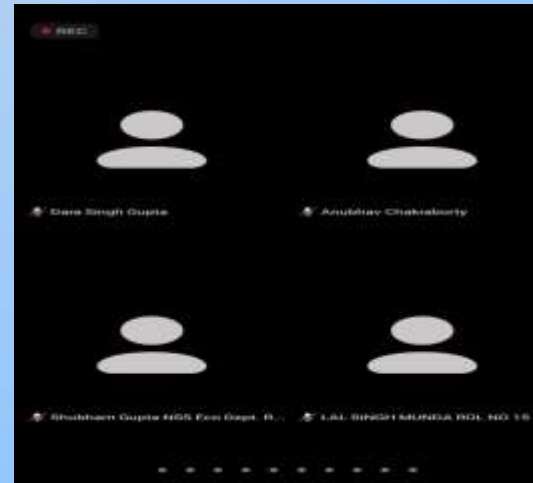 REC
Dara Singh Gupta
Anubhav Chakraborty
Shubham Gupta NSS Eco Dept. R...
LAL SINGH MUNDA ROL NO 15